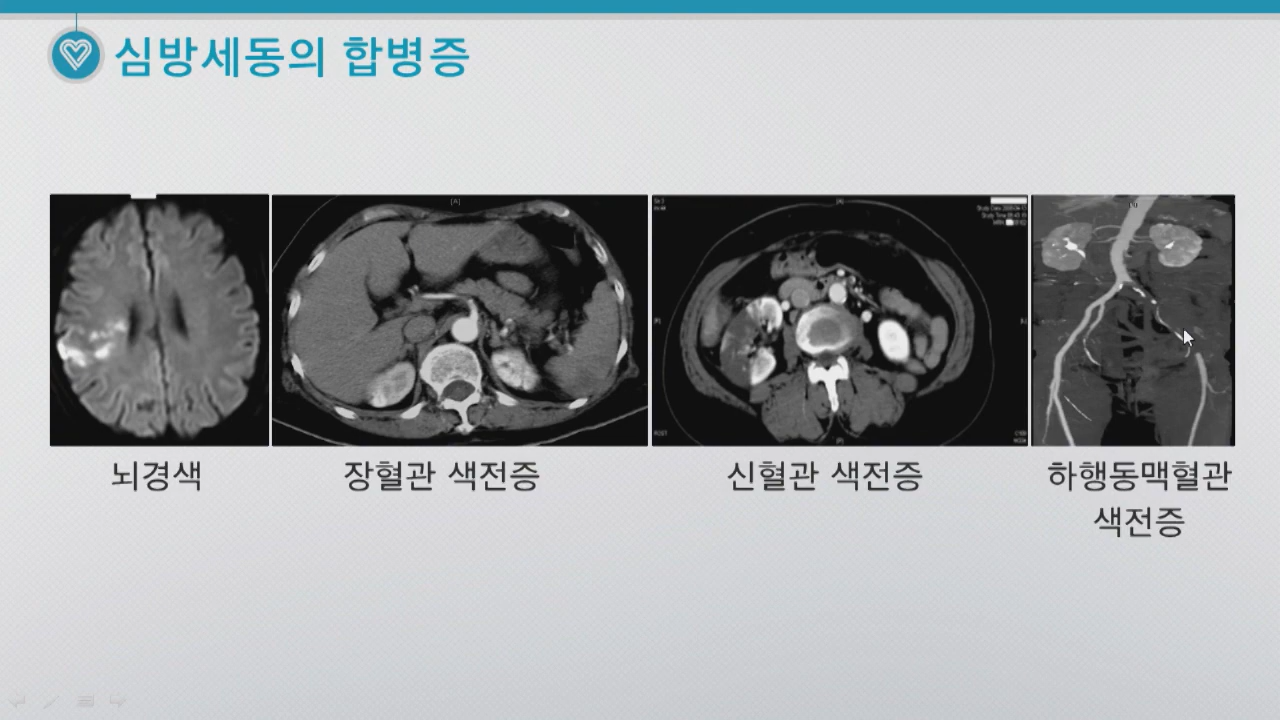 심방세동의 합병증
[A]
뇌경색
장혈관 색전증
신혈관 색전증
하행동맥혈관
색전증